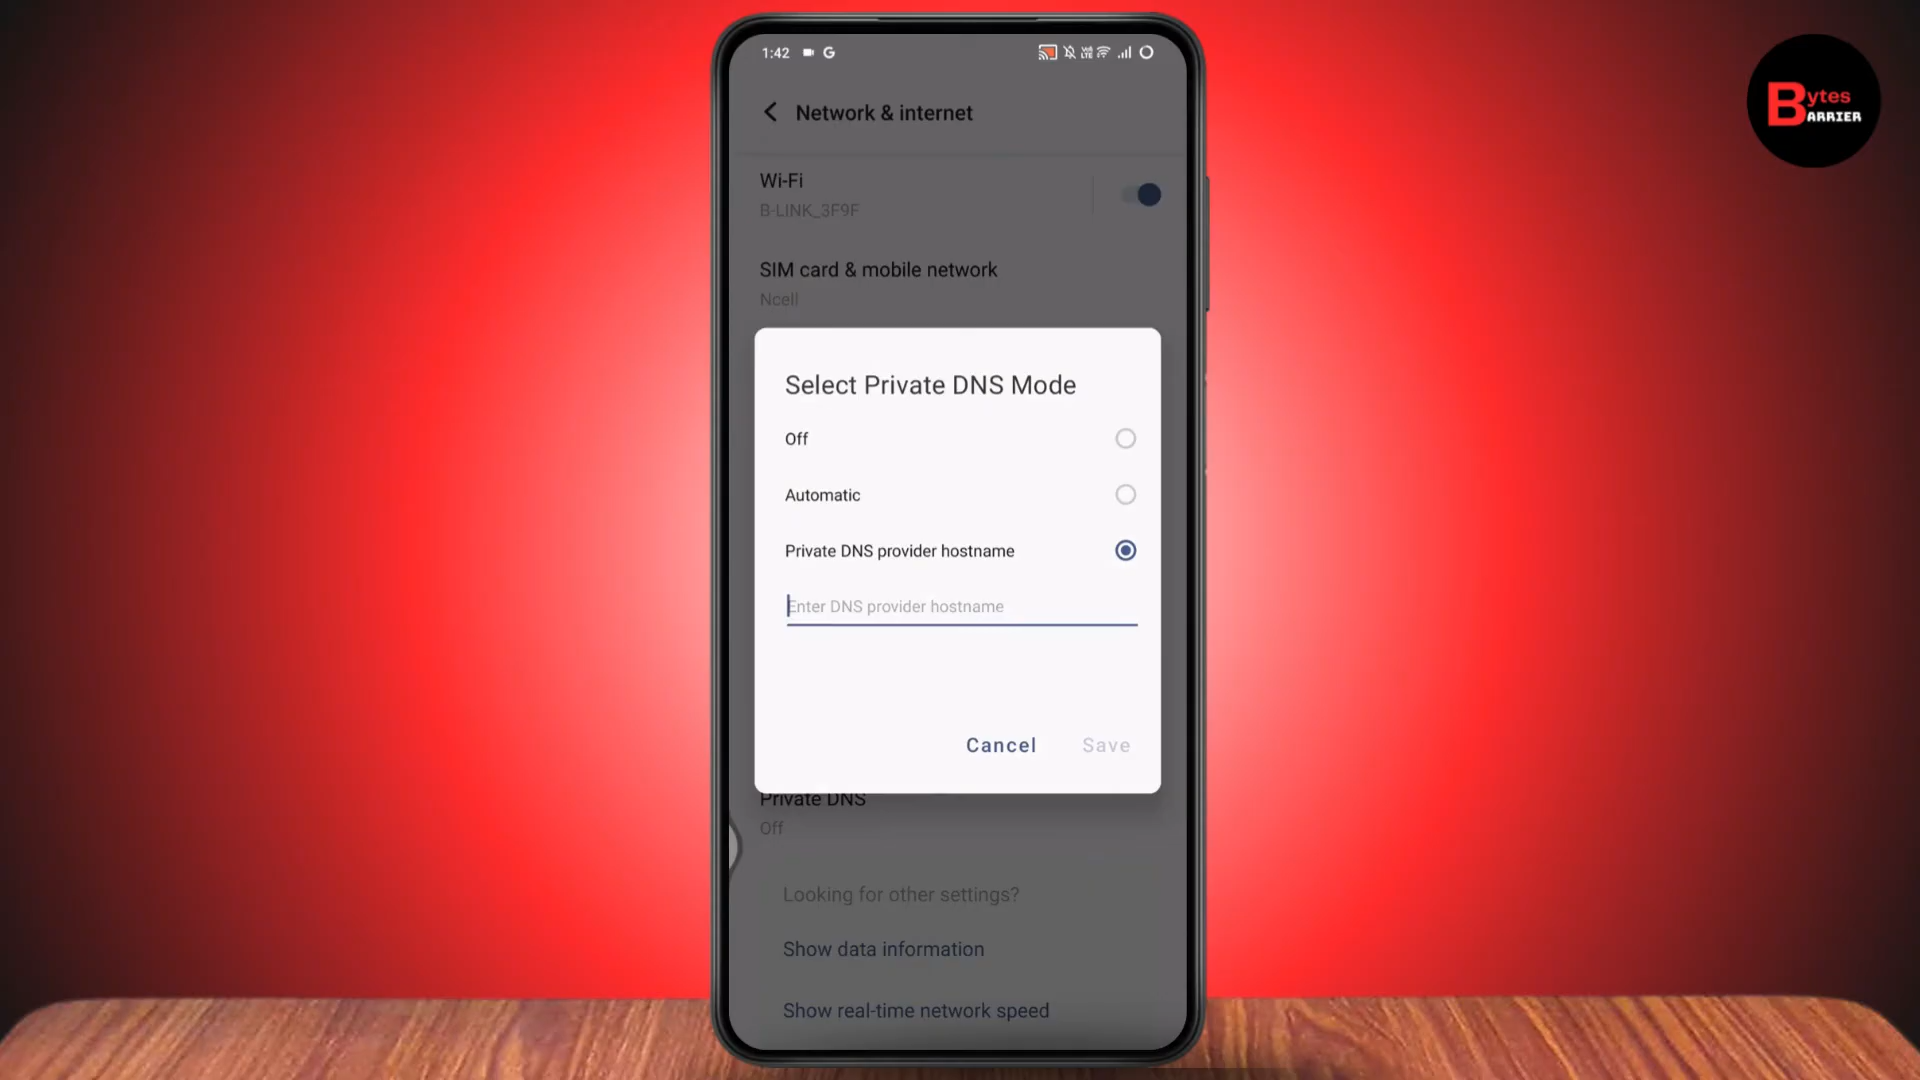 1:42
Network & internet
Bytes
BARRIER
Wi-Fi
B-LINK_3F9F
SIM card & mobile network
Ncell
Select Private DNS Mode
Off
Automatic
Private DNS provider hostname
Enter DNS provider hostname
Cancel Save
Private DNS
Off
Looking for other settings?
Show data information
Show real-time network speed